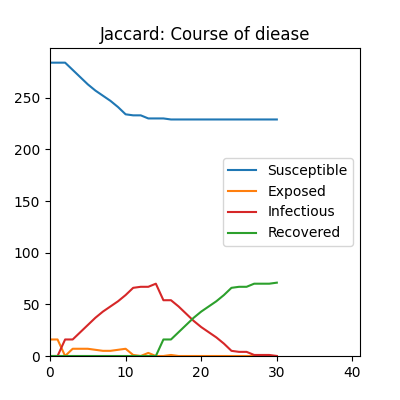 Jaccard: Course of diease
250
200
150
100
50
0
Susceptible
Exposed
Infectious
Recovered
0 10 20 30 40